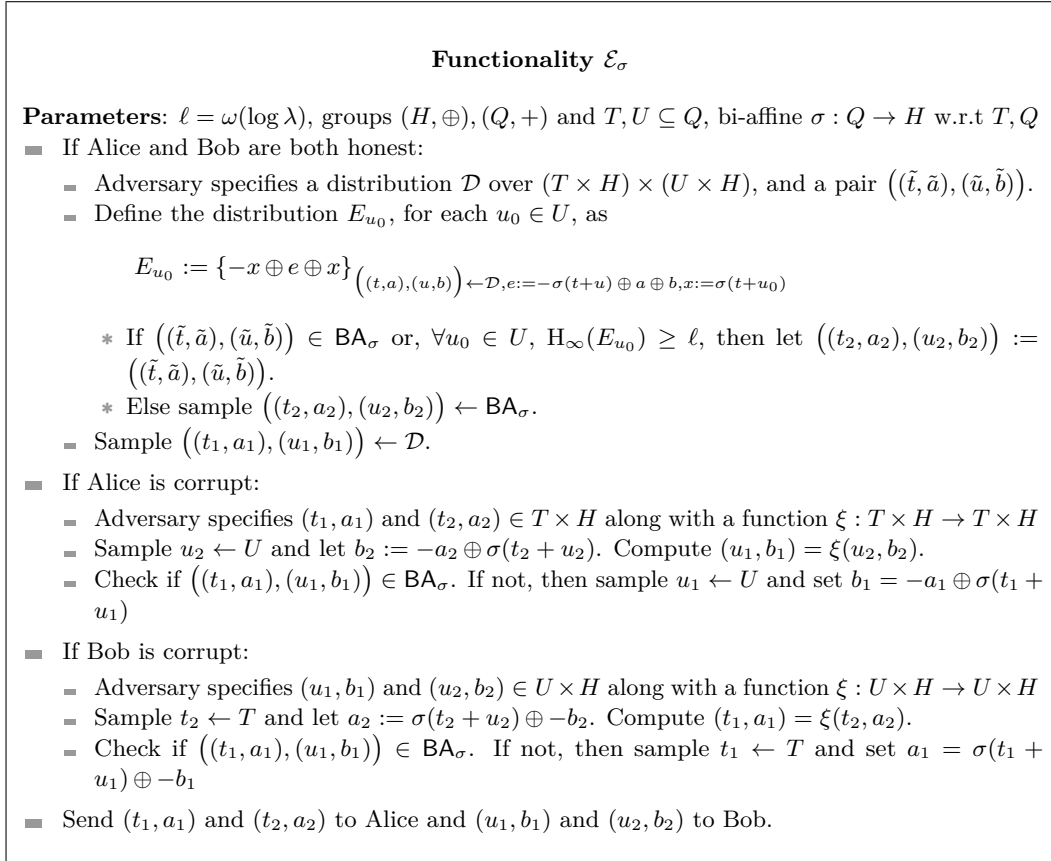 Functionality ℰ_σ
Parameters: ℓ = ω(log λ), groups (H, ⊕), (Q, +) and T, U ⊆ Q, bi-affine σ : Q → H w.r.t T, Q
If Alice and Bob are both honest:
Adversary specifies a distribution 𝒟 over (T × H) × (U × H), and a pair ((t̃, ã), (ũ, b̃)).
Define the distribution E_{u_0}, for each u_0 ∈ U, as
E_{u_0} := {−x ⊕ e ⊕ x}_{((t,a),(u,b))←𝒟, e:=−σ(t+u) ⊕ a ⊕ b, x:=σ(t+u_0)}
∗ If ((t̃, ã), (ũ, b̃)) ∈ BA_σ or, ∀u_0 ∈ U, H_∞(E_{u_0}) ≥ ℓ, then let ((t_2, a_2), (u_2, b_2)) :=
((t̃, ã), (ũ, b̃)).
∗ Else sample ((t_2, a_2), (u_2, b_2)) ← BA_σ.
Sample ((t_1, a_1), (u_1, b_1)) ← 𝒟.
If Alice is corrupt:
Adversary specifies (t_1, a_1) and (t_2, a_2) ∈ T × H along with a function ξ : T × H → T × H
Sample u_2 ← U and let b_2 := −a_2 ⊕ σ(t_2 + u_2). Compute (u_1, b_1) = ξ(u_2, b_2).
Check if ((t_1, a_1), (u_1, b_1)) ∈ BA_σ. If not, then sample u_1 ← U and set b_1 = −a_1 ⊕ σ(t_1 +
u_1)
If Bob is corrupt:
Adversary specifies (u_1, b_1) and (u_2, b_2) ∈ U × H along with a function ξ : U × H → U × H
Sample t_2 ← T and let a_2 := σ(t_2 + u_2) ⊕ −b_2. Compute (t_1, a_1) = ξ(t_2, a_2).
Check if ((t_1, a_1), (u_1, b_1)) ∈ BA_σ. If not, then sample t_1 ← T and set a_1 = σ(t_1 +
u_1) ⊕ −b_1
Send (t_1, a_1) and (t_2, a_2) to Alice and (u_1, b_1) and (u_2, b_2) to Bob.